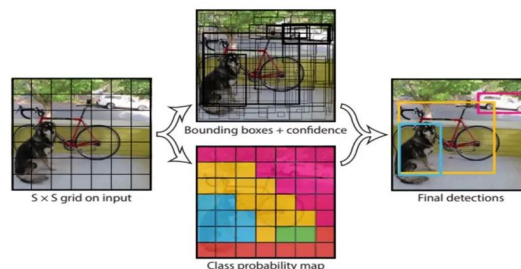 Bounding boxes + confidence
S × S grid on input
Final detections
Class probability map